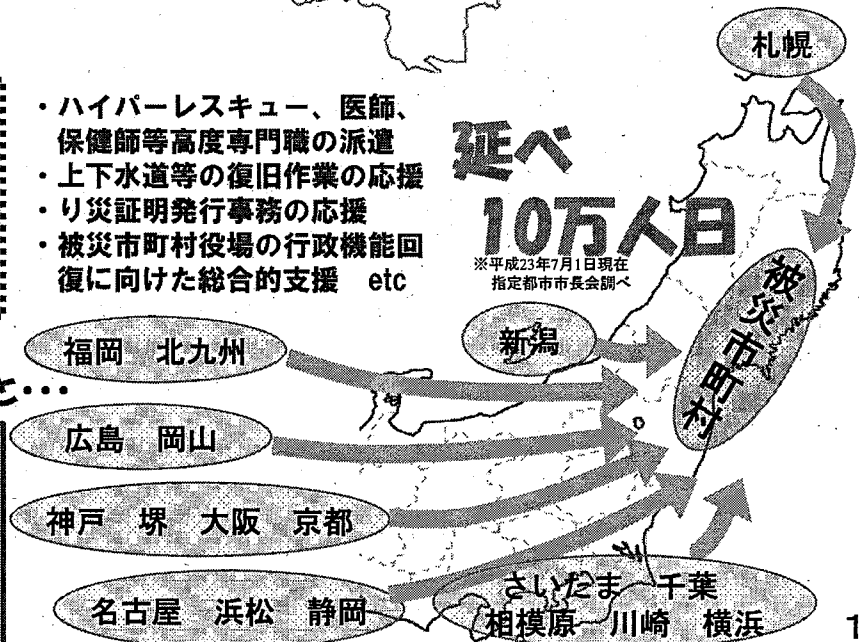 札幌
・ハイパーレスキュー、医師、
保健師等高度専門職の派遣
・上下水道等の復旧作業の応援
・り災証明発行事務の応援
・被災市町村役場の行政機能回
復に向けた総合的支援 etc
延べ
10万人日
※平成23年7月1日現在
指定都市市長会調べ
被災市町村
新潟
福岡 北九州
と…
広島 岡山
神戸 堺 大阪 京都
名古屋 浜松 静岡
さいたま 千葉
相模原 川崎 横浜
1